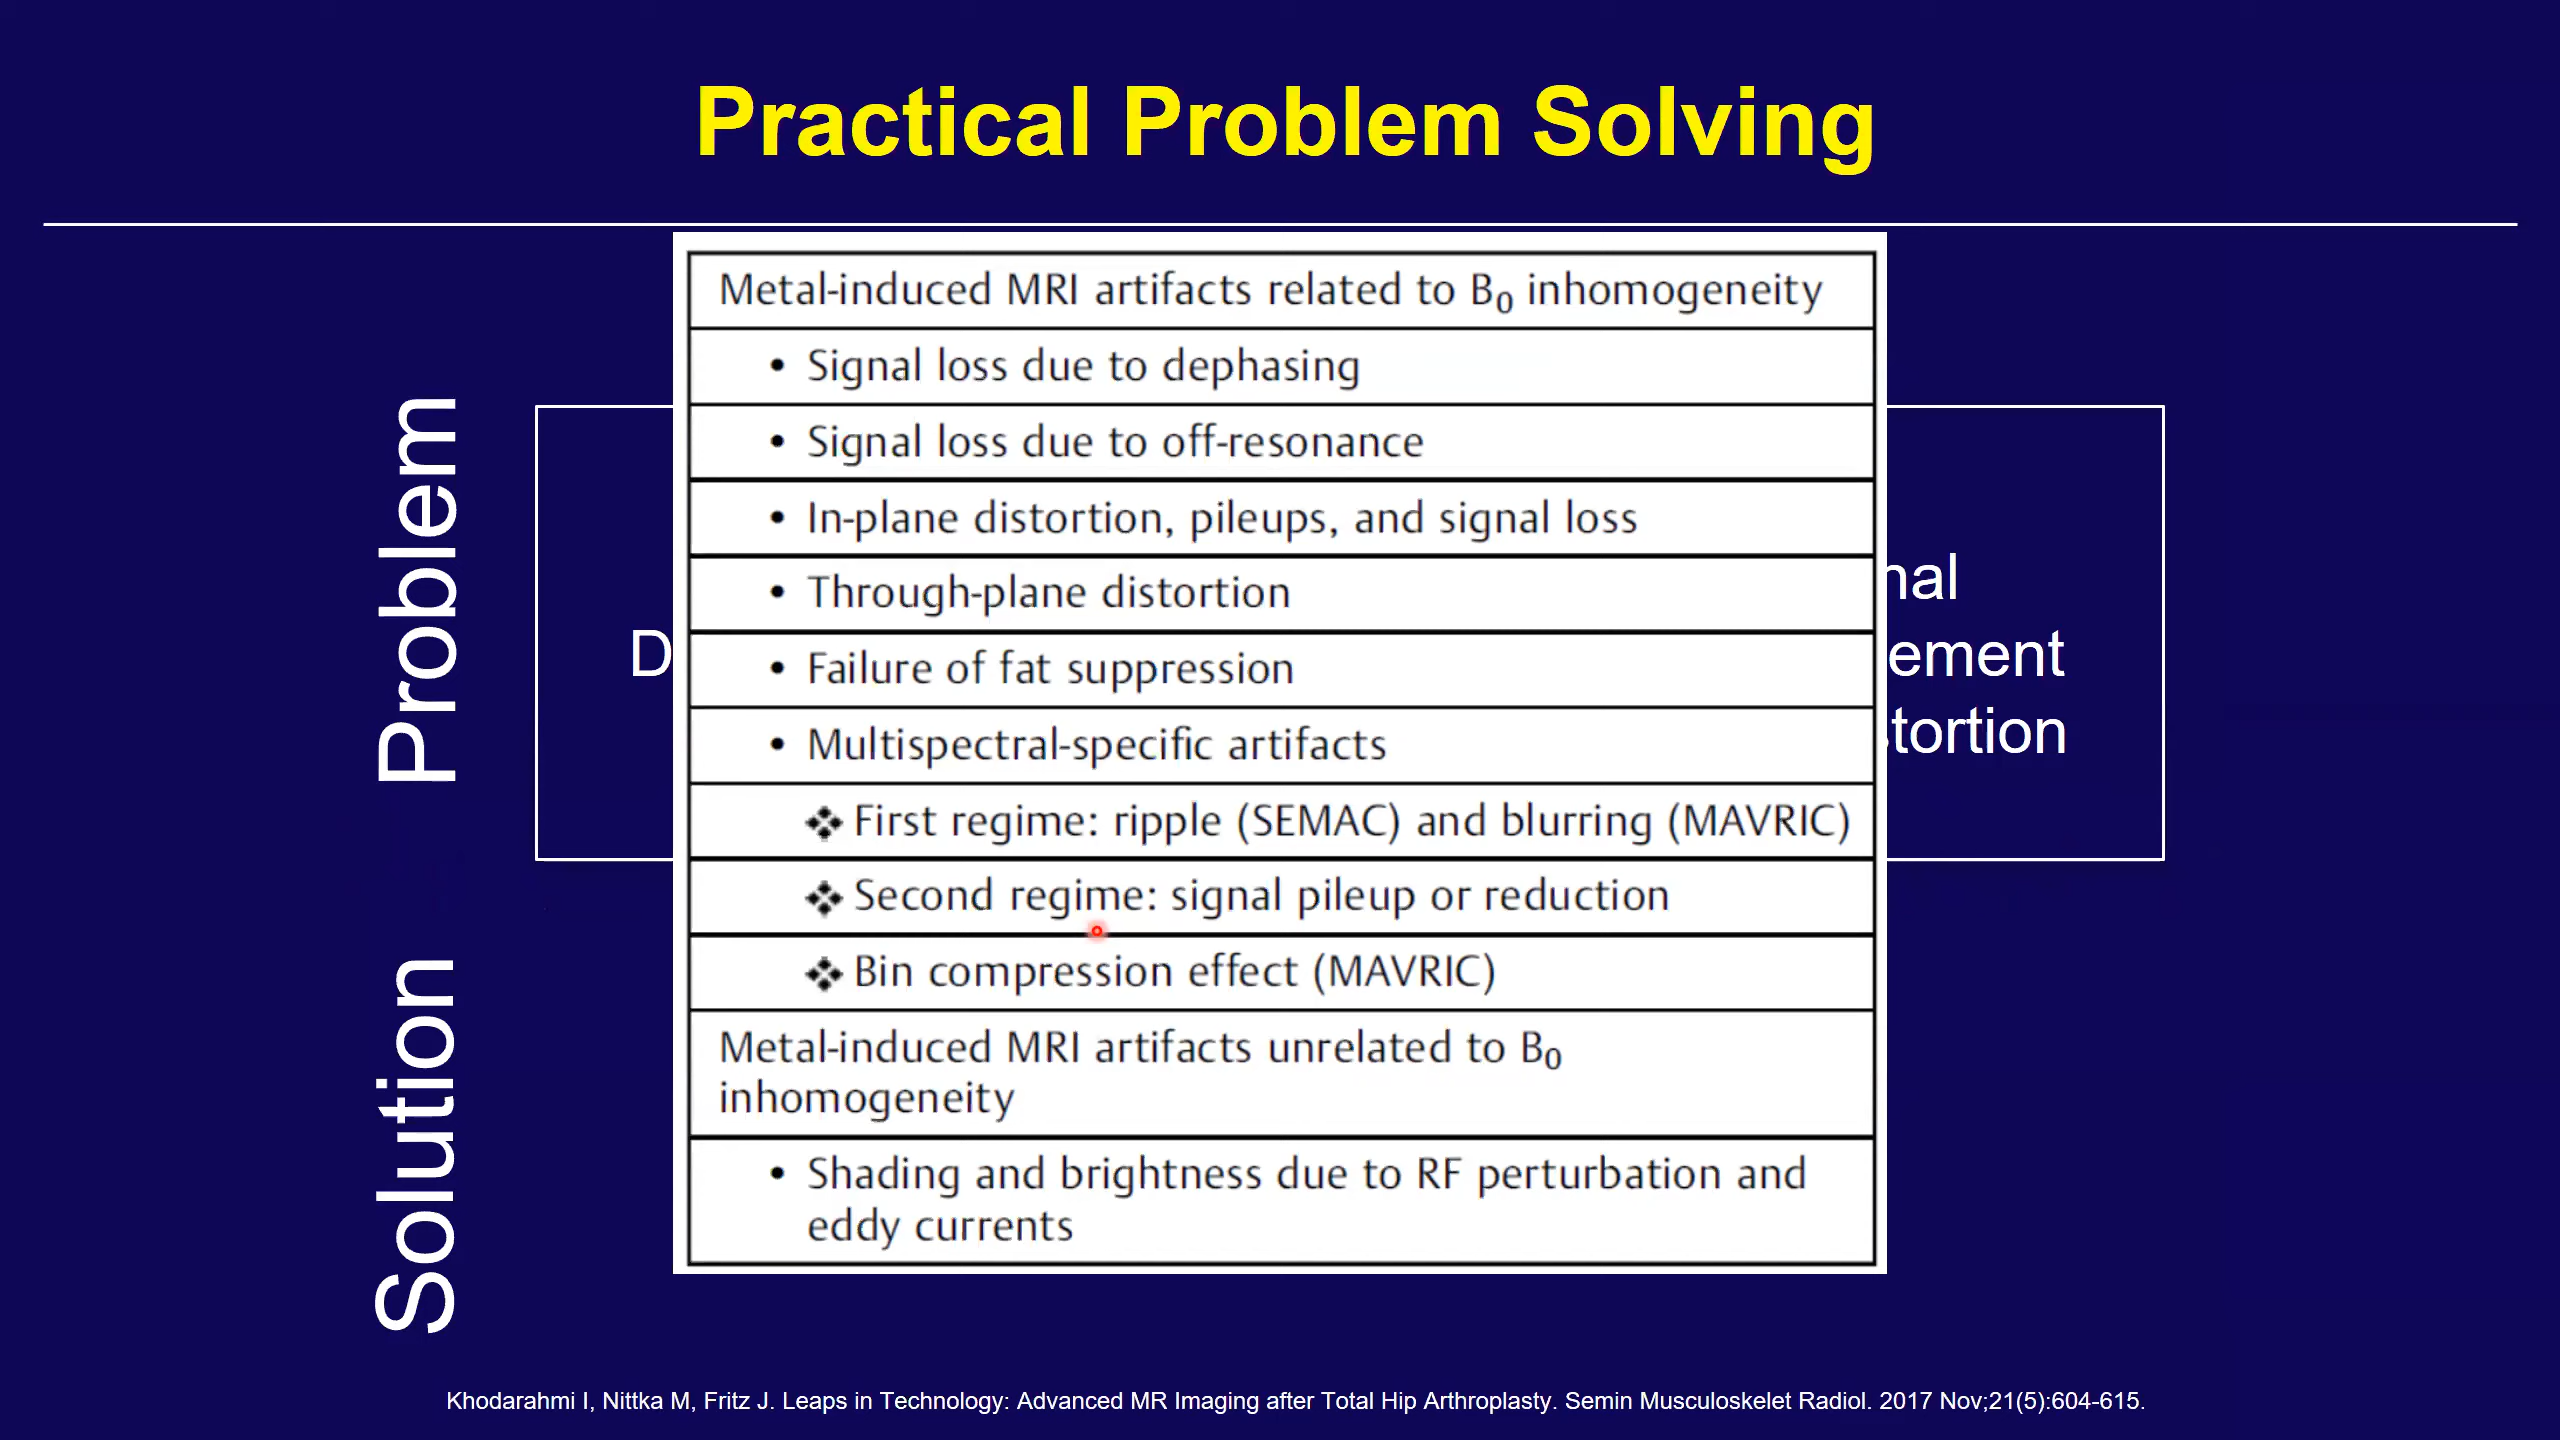 Practical Problem Solving
Problem
Solution
Metal-induced MRI artifacts related to B0 inhomogeneity
• Signal loss due to dephasing
• Signal loss due to off-resonance
• In-plane distortion, pileups, and signal loss
• Through-plane distortion
• Failure of fat suppression
• Multispectral-specific artifacts
❖ First regime: ripple (SEMAC) and blurring (MAVRIC)
❖ Second regime: signal pileup or reduction
❖ Bin compression effect (MAVRIC)
Metal-induced MRI artifacts unrelated to B0
inhomogeneity
• Shading and brightness due to RF perturbation and
eddy currents
Khodarahmi I, Nittka M, Fritz J. Leaps in Technology: Advanced MR Imaging after Total Hip Arthroplasty. Semin Musculoskelet Radiol. 2017 Nov;21(5):604-615.